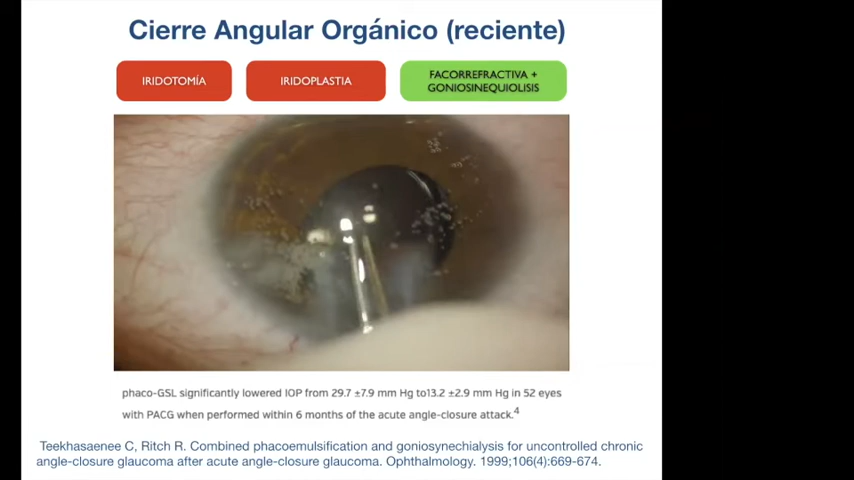 Cierre Angular Orgánico (reciente)
IRIDOTOMÍA
IRIDOPLASTIA
FACORREFRACTIVA +
GONIOSINEQUIOLISIS
phaco-GSL significantly lowered IOP from 29.7 ±7.9 mm Hg to13.2 ±2.9 mm Hg in 52 eyes
with PACG when performed within 6 months of the acute angle-closure attack.4
Teekhasaenee C, Ritch R. Combined phacoemulsification and goniosynechialysis for uncontrolled chronic
angle-closure glaucoma after acute angle-closure glaucoma. Ophthalmology. 1999;106(4):669-674.